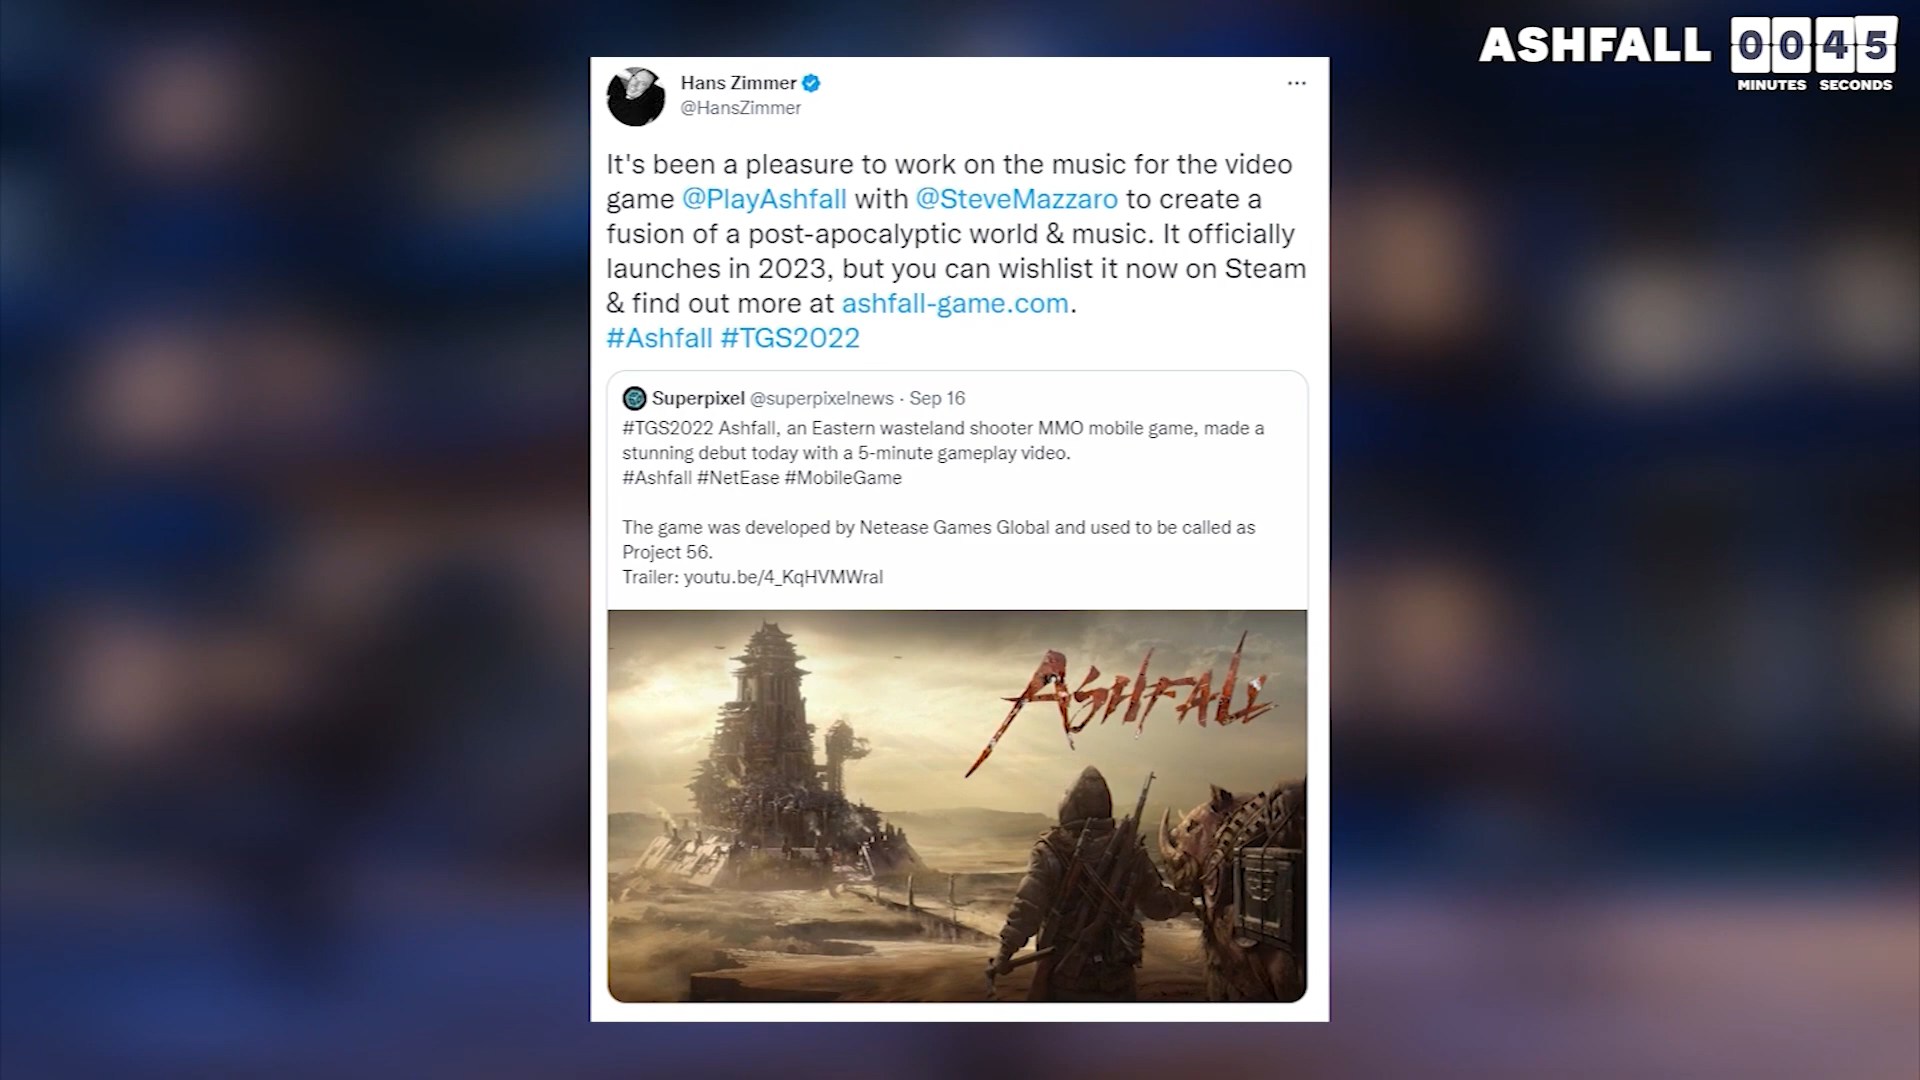 ASHFALL
00 45
MINUTES SECONDS
Hans Zimmer
@HansZimmer
It's been a pleasure to work on the music for the video
game @PlayAshfall with @SteveMazzaro to create a
fusion of a post-apocalyptic world & music. It officially
launches in 2023, but you can wishlist it now on Steam
& find out more at ashfall-game.com.
#Ashfall #TGS2022
Superpixel @superpixelnews · Sep 16
#TGS2022 Ashfall, an Eastern wasteland shooter MMO mobile game, made a
stunning debut today with a 5-minute gameplay video.
#Ashfall #NetEase #MobileGame
The game was developed by Netease Games Global and used to be called as
Project 56.
Trailer: youtu.be/4_KqHVMWraI
ASHFALL